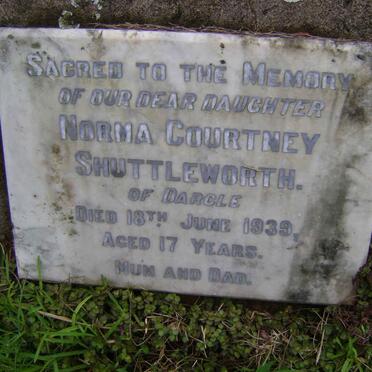 SACRED TO THE MEMORY
OF OUR DEAR DAUGHTER
NORMA COURTNEY
SHUTTLEWORTH.
OF DARGLE
DIED 18TH JUNE 1939,
AGED 17 YEARS.
MUM AND DAD.